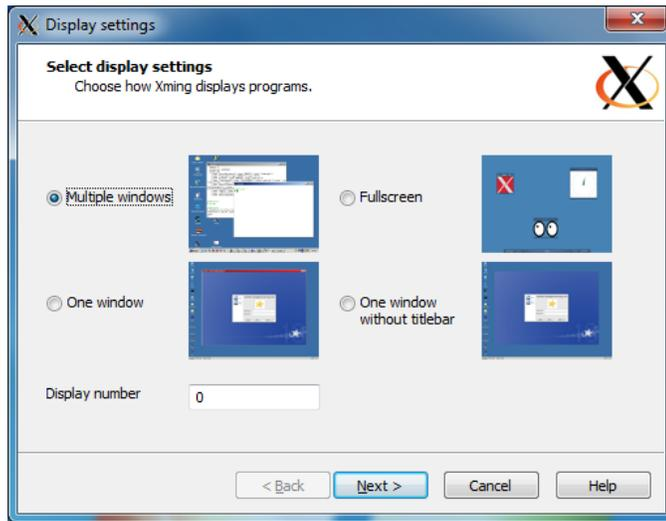 Display settings
Select display settings
Choose how Xming displays programs.
Multiple windows
Fullscreen
One window
One window
without titlebar
Display number
0
< Back
Next >
Cancel
Help